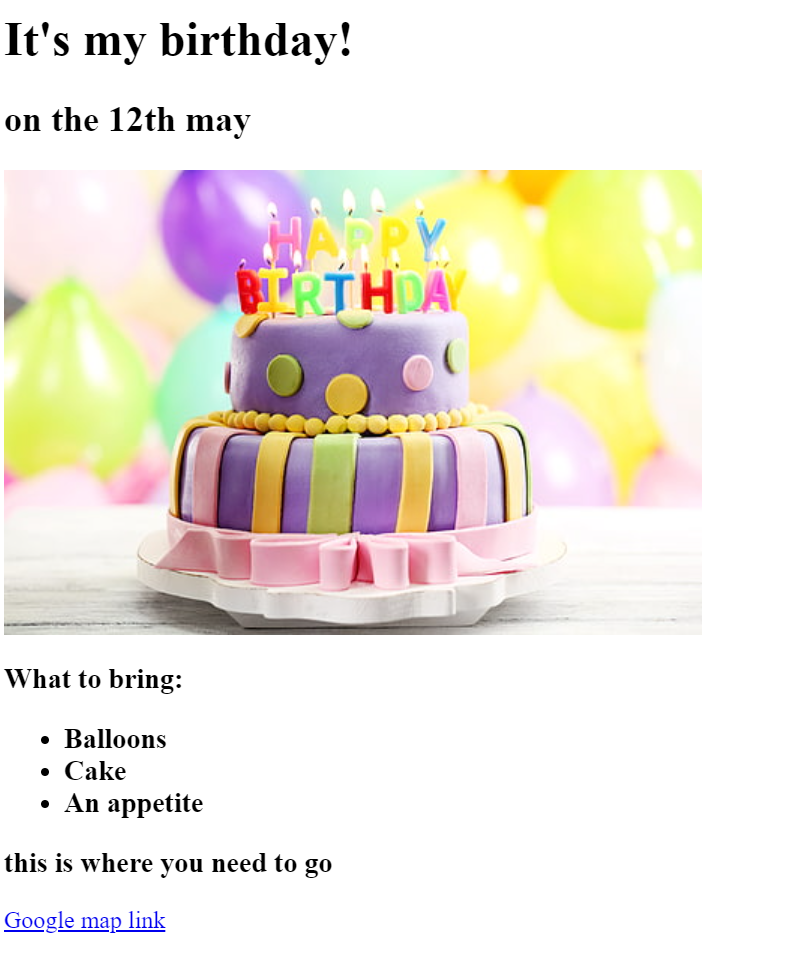 It's my birthday!
on the 12th may
HAPPY
BIRTHDAY
What to bring:
Balloons
Cake
An appetite
this is where you need to go
Google map link